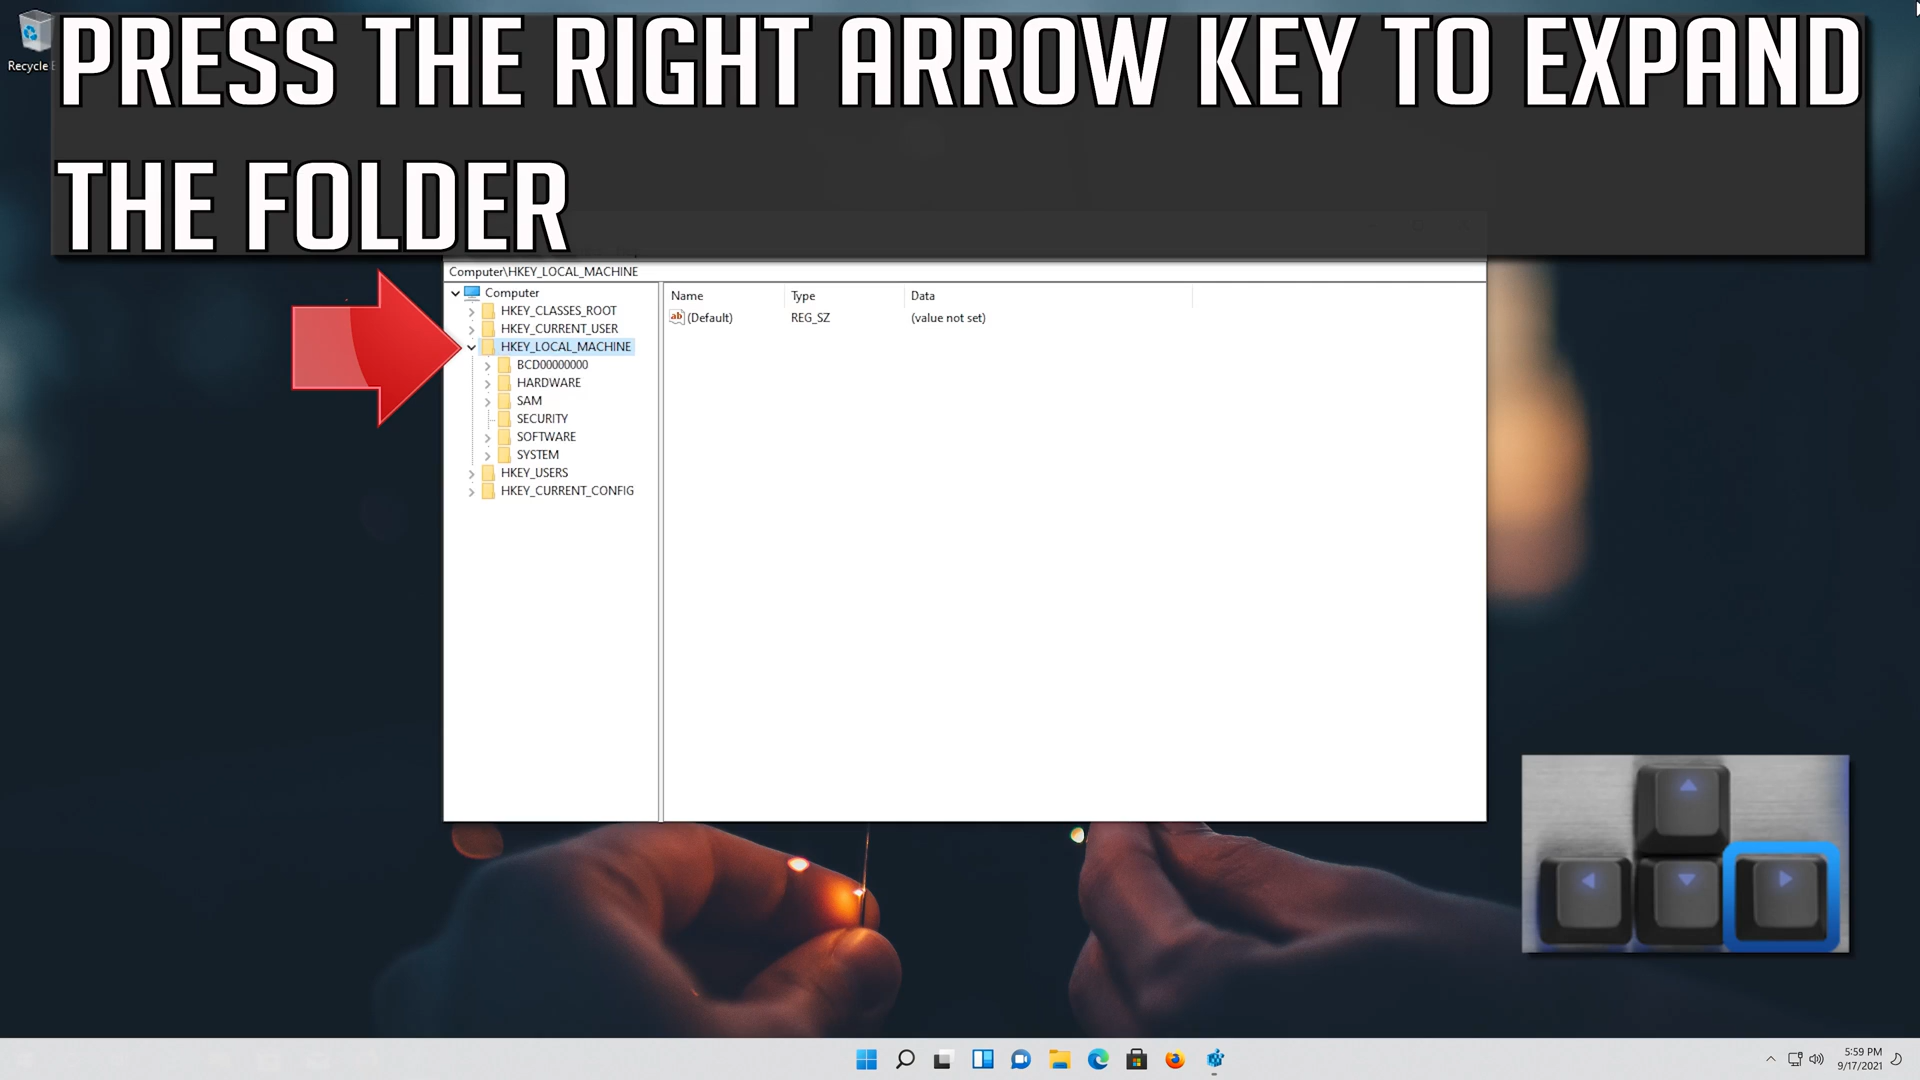 PRESS THE RIGHT ARROW KEY TO EXPAND
THE FOLDER
Recycle
Computer\HKEY_LOCAL_MACHINE
Computer
HKEY_CLASSES_ROOT
HKEY_CURRENT_USER
HKEY_LOCAL_MACHINE
BCD00000000
HARDWARE
SAM
SECURITY
SOFTWARE
SYSTEM
HKEY_USERS
HKEY_CURRENT_CONFIG
Name Type Data
ab (Default) REG_SZ (value not set)
5:59 PM
9/17/2021